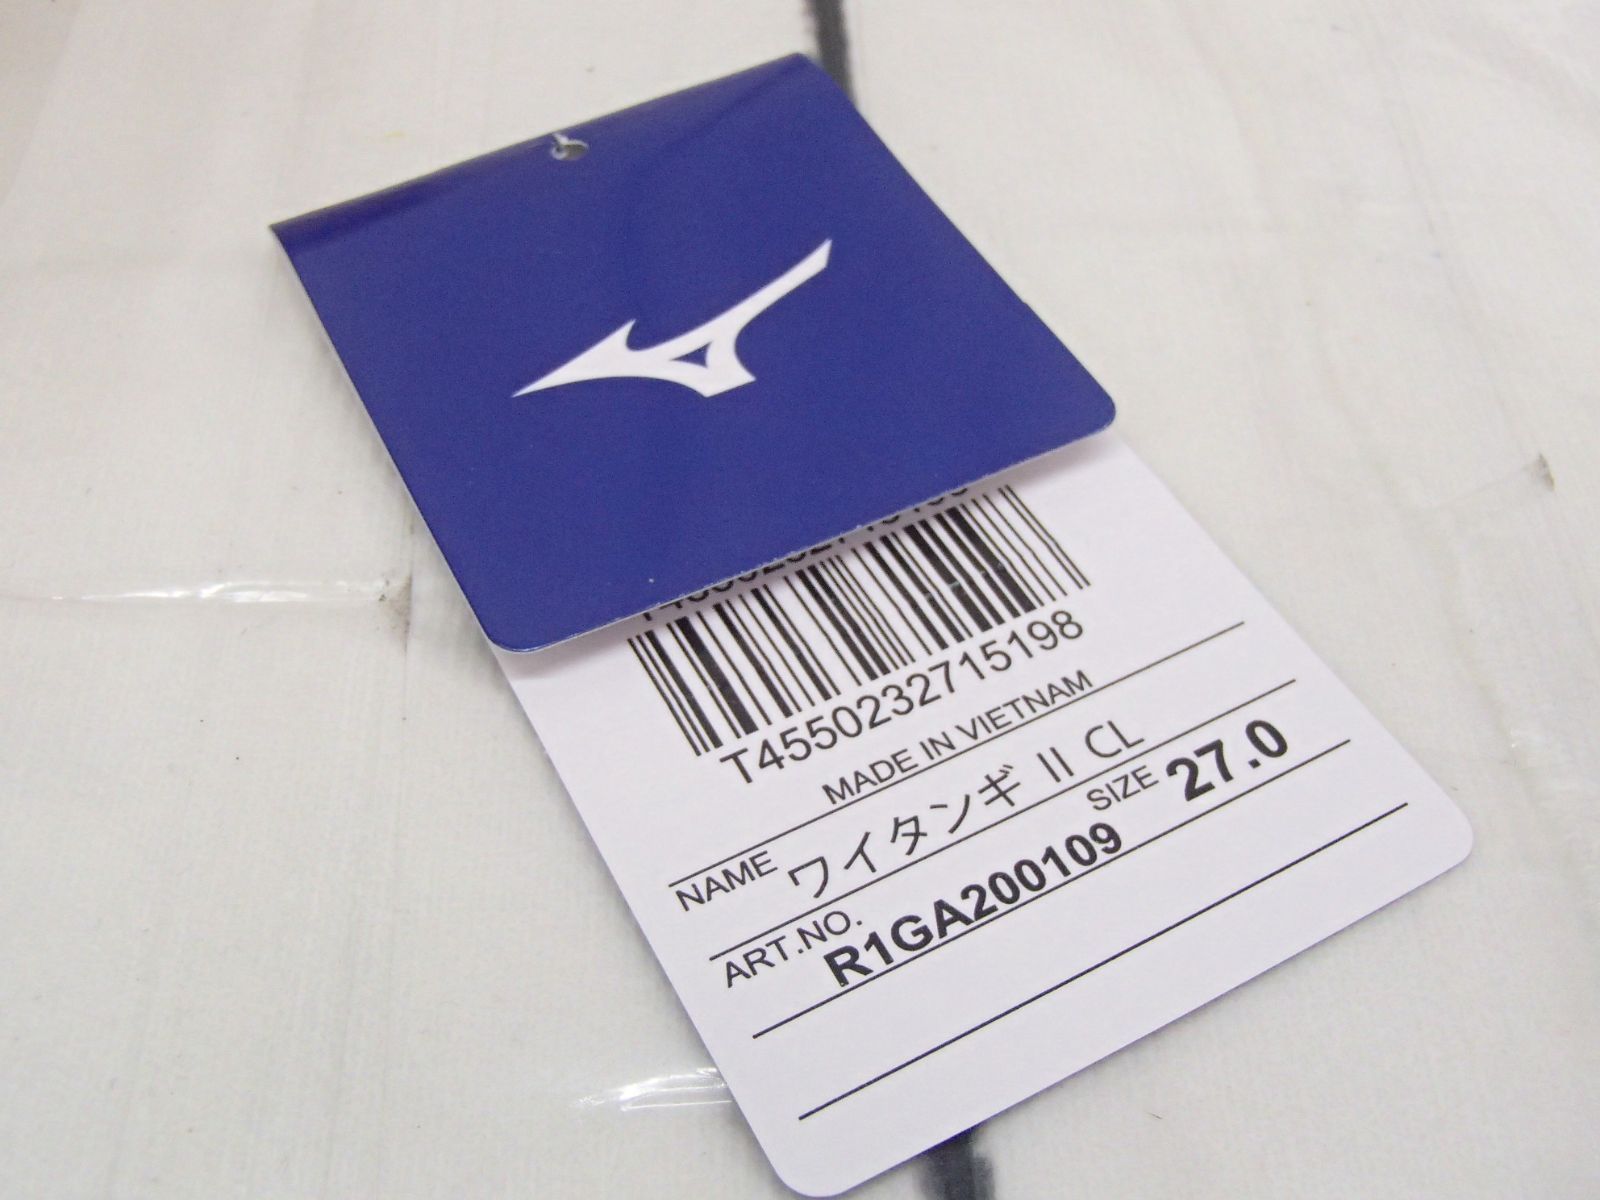 T4550232715198
MADE IN VIETNAM
NAME ワイタンギ II CL
ART.NO. SIZE 27.0
R1GA200109